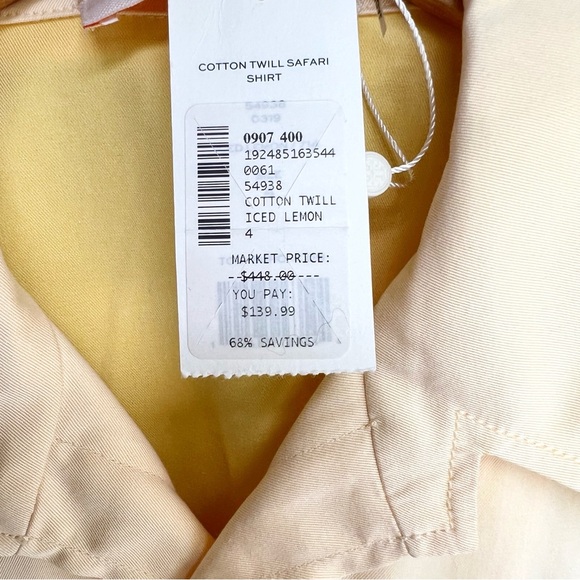 COTTON TWILL SAFARI
SHIRT
54938
0907 400
192485163544
0061
54938
COTTON TWILL
ICED LEMON
4
MARKET PRICE:
$448.00
YOU PAY:
$139.99
68% SAVINGS